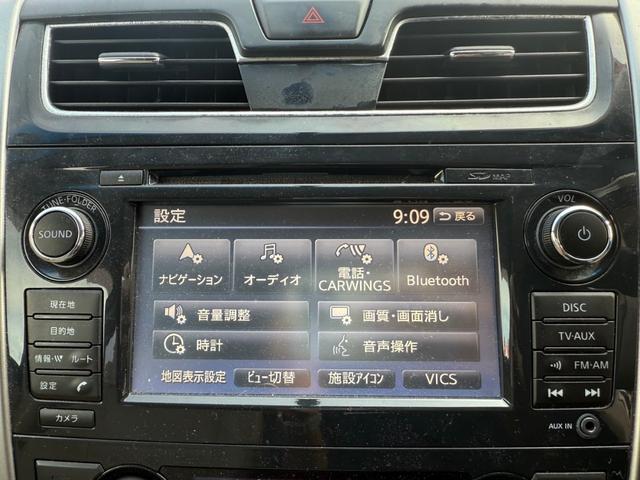 SD MAP
TUNE·FOLDER
SOUND
VOL
設定
9:09
戻る
ナビゲーション
オーディオ
電話・
CARWINGS
Bluetooth
音量調整
画質・画面消し
時計
音声操作
地図表示設定
ビュー切替
施設アイコン
VICS
現在地
目的地
情報・
ルート
設定
カメラ
DISC
TV·AUX
FM·AM
AUX IN